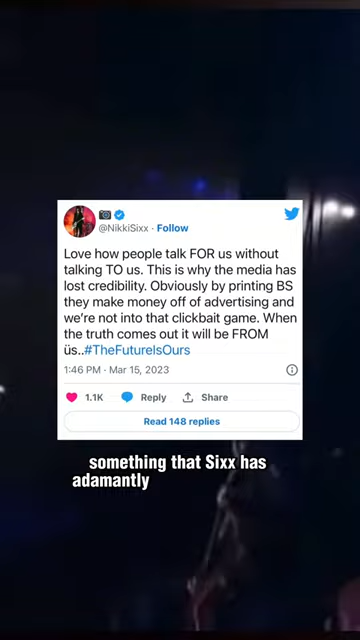 @NikkiSixx · Follow
Love how people talk FOR us without
talking TO us. This is why the media has
lost credibility. Obviously by printing BS
they make money off of advertising and
we're not into that clickbait game. When
the truth comes out it will be FROM
üs..#TheFutureIsOurs
1:46 PM · Mar 15, 2023
1.1K Reply Share
Read 148 replies
something that Sixx has
adamantly